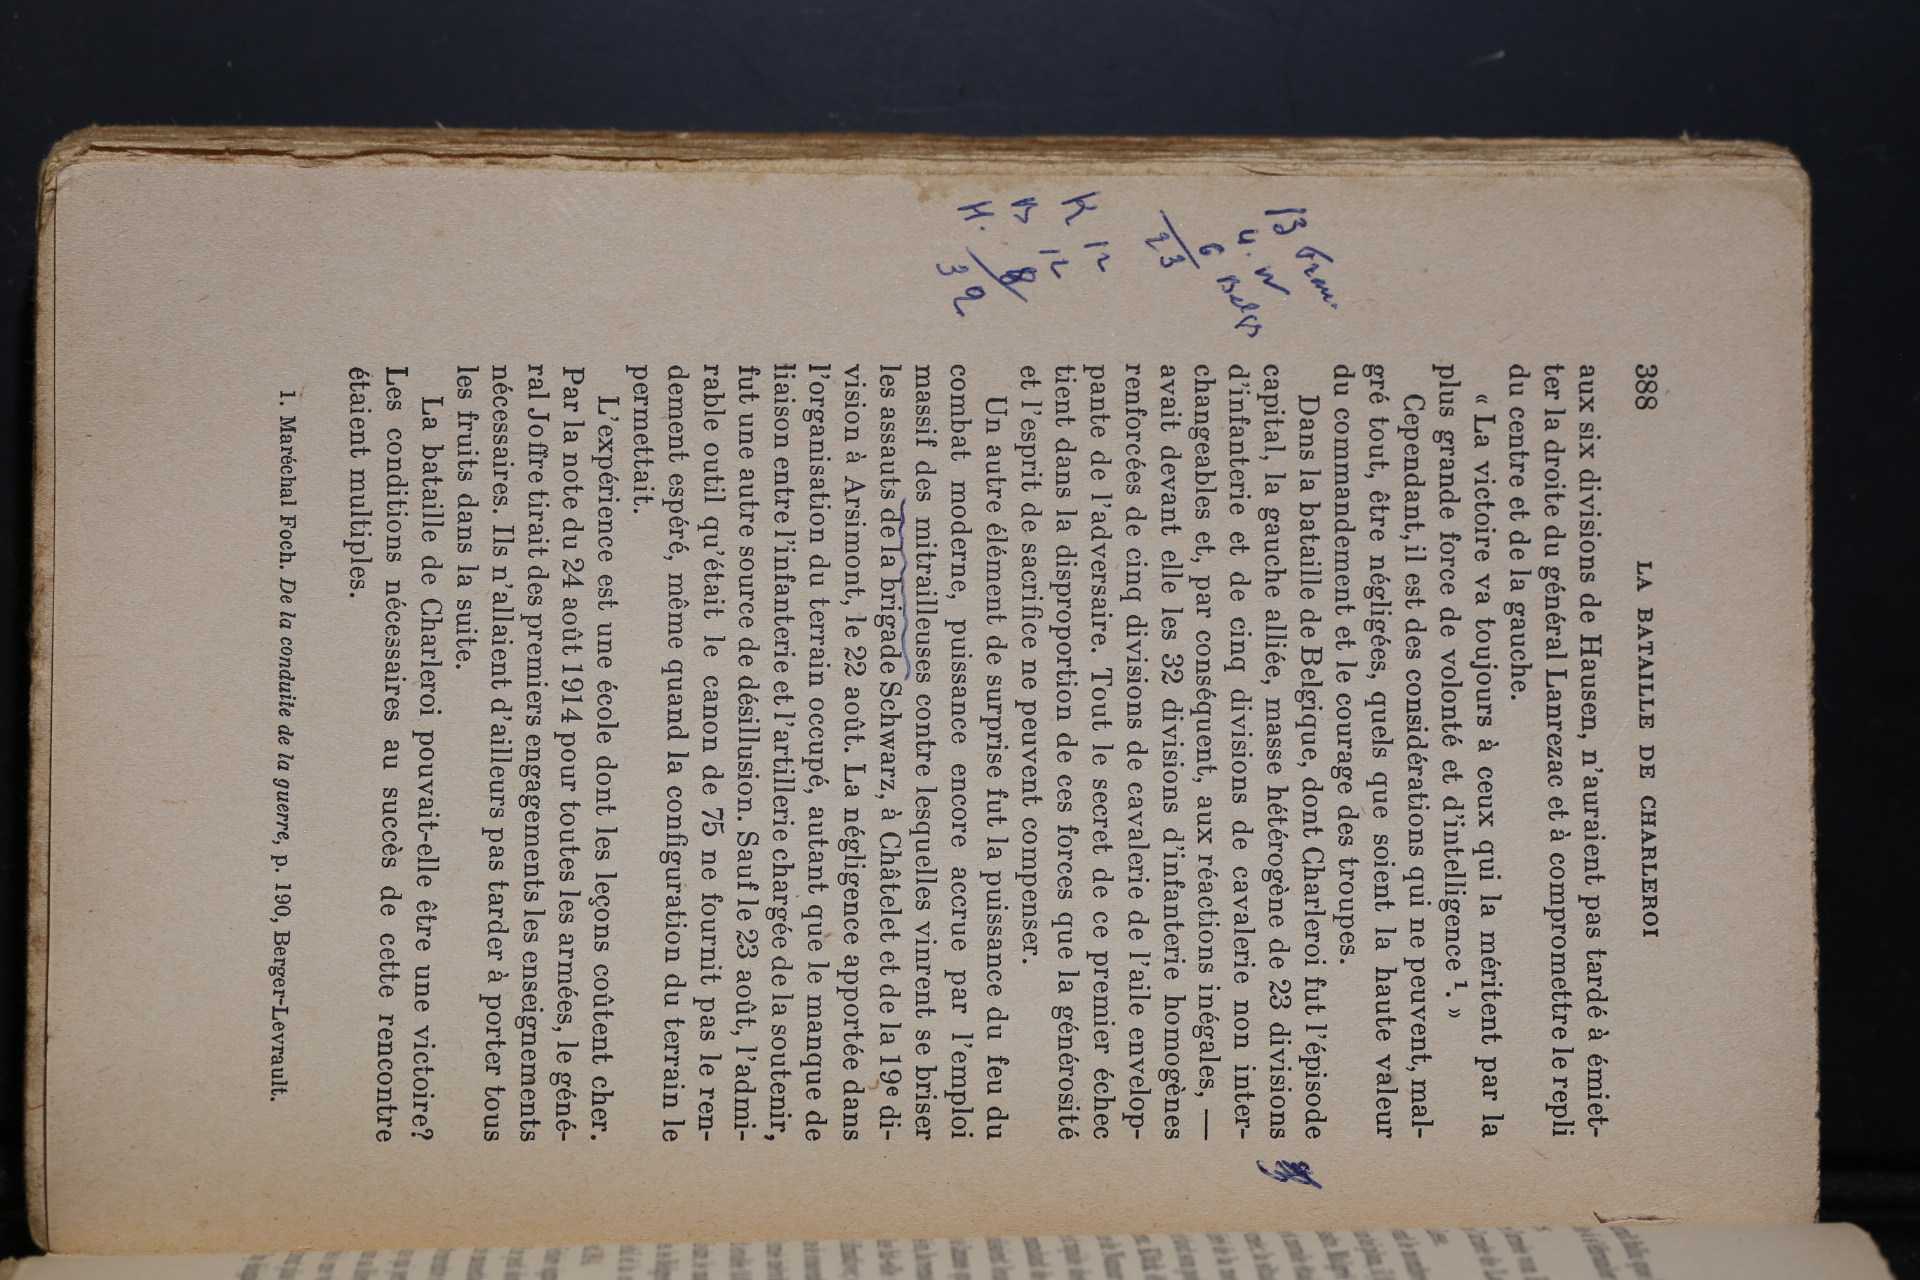 388 LA BATAILLE DE CHARLEROI
aux six divisions de Hausen, n'auraient pas tardé à émiet-
ter la droite du général Lanrezac et à compromettre le repli
du centre et de la gauche.
« La victoire va toujours à ceux qui la méritent par la
plus grande force de volonté et d'intelligence ¹. »
Cependant, il est des considérations qui ne peuvent, mal-
gré tout, être négligées, quels que soient la haute valeur
du commandement et le courage des troupes.
Dans la bataille de Belgique, dont Charleroi fut l'épisode
capital, la gauche alliée, masse hétérogène de 23 divisions
d'infanterie et de cinq divisions de cavalerie non inter-
changeables et, par conséquent, aux réactions inégales, —
avait devant elle les 32 divisions d'infanterie homogènes
renforcées de cinq divisions de cavalerie de l'aile envelop-
pante de l'adversaire. Tout le secret de ce premier échec
tient dans la disproportion de ces forces que la générosité
et l'esprit de sacrifice ne peuvent compenser.
Un autre élément de surprise fut la puissance du feu du
combat moderne, puissance encore accrue par l'emploi
massif des mitrailleuses contre lesquelles vinrent se briser
les assauts de la brigade Schwarz, à Châtelet et de la 19e di-
vision à Arsimont, le 22 août. La négligence apportée dans
l'organisation du terrain occupé, autant que le manque de
liaison entre l'infanterie et l'artillerie chargée de la soutenir,
fut une autre source de désillusion. Sauf le 23 août, l'admi-
rable outil qu'était le canon de 75 ne fournit pas le ren-
dement espéré, même quand la configuration du terrain le
permettait.
L'expérience est une école dont les leçons coûtent cher.
Par la note du 24 août 1914 pour toutes les armées, le géné-
ral Joffre tirait des premiers engagements les enseignements
nécessaires. Ils n'allaient d'ailleurs pas tarder à porter tous
les fruits dans la suite.
La bataille de Charleroi pouvait-elle être une victoire?
Les conditions nécessaires au succès de cette rencontre
étaient multiples.
1. Maréchal Foch. De la conduite de la guerre, p. 190, Berger-Levrault.
13
4. W
6 Belges
23
K 12
B 12
H. 8
32